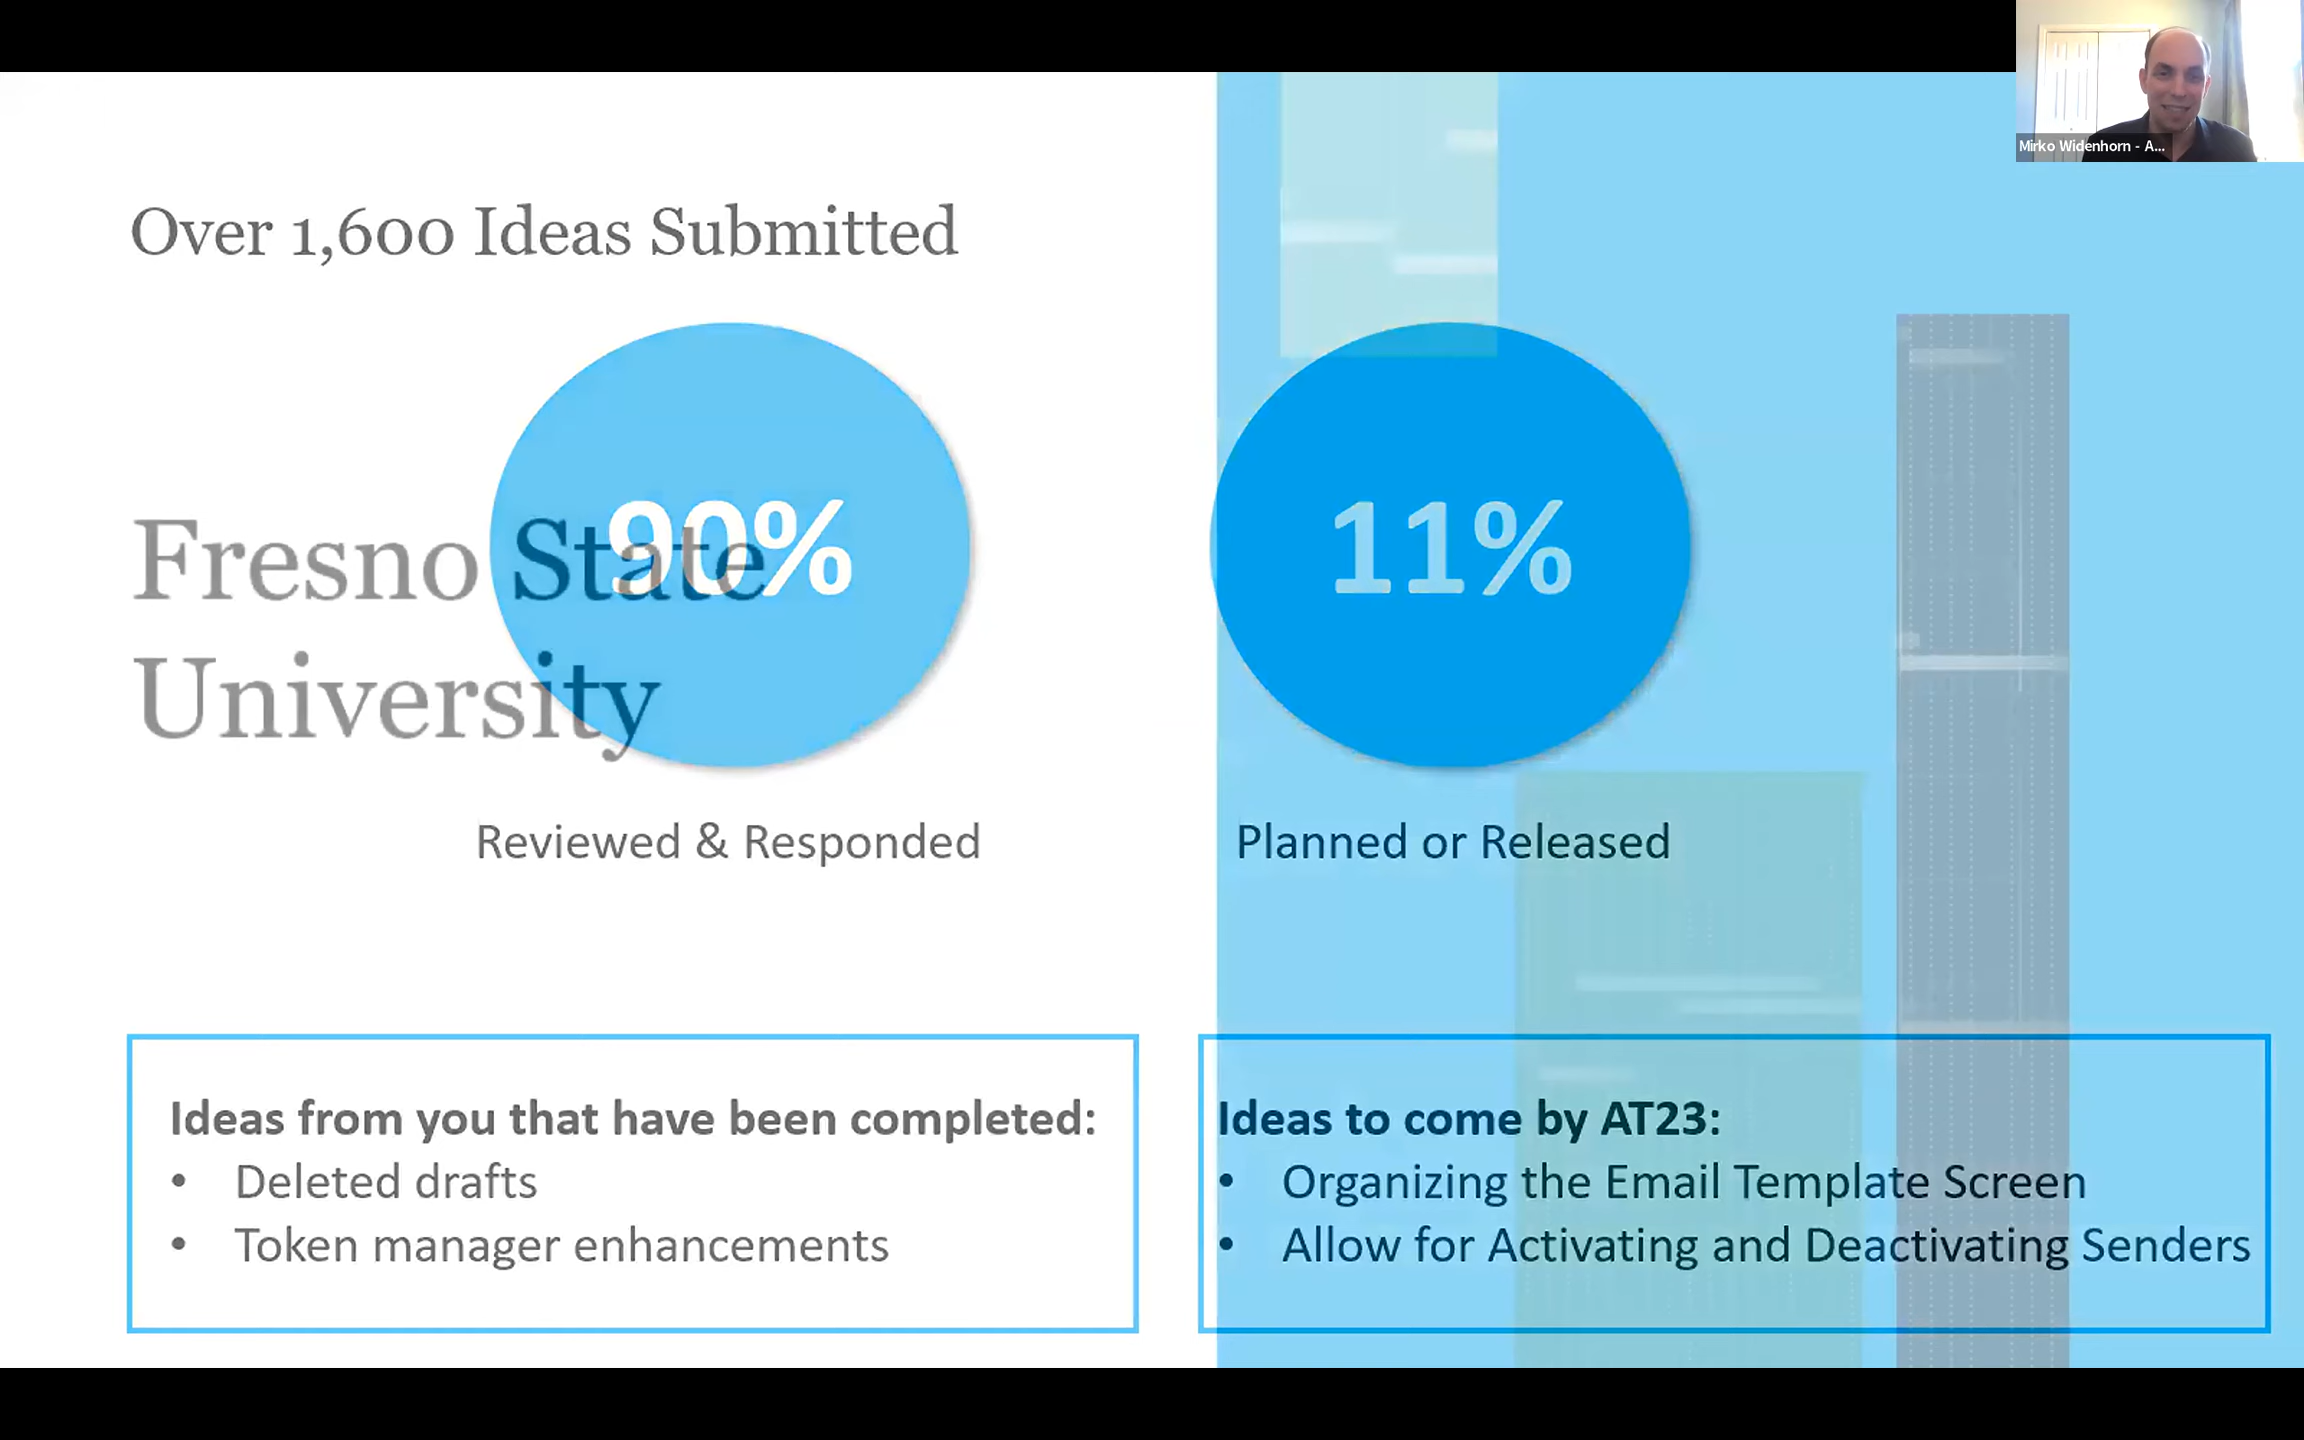 Mirko Widenhorn - A...
Over 1,600 Ideas Submitted
90%
11%
Fresno State
University
Reviewed & Responded
Planned or Released
Ideas from you that have been completed:
• Deleted drafts
• Token manager enhancements
Ideas to come by AT23:
• Organizing the Email Template Screen
• Allow for Activating and Deactivating Senders